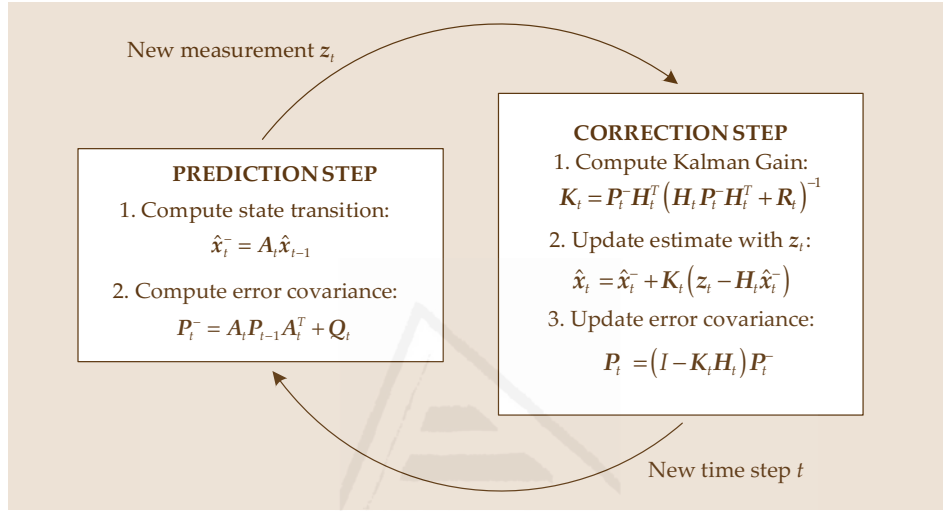 New measurement z_t
PREDICTION STEP
1. Compute state transition:
x̂_t^− = A_t x̂_{t−1}
2. Compute error covariance:
P_t^− = A_t P_{t−1} A_t^T + Q_t
CORRECTION STEP
1. Compute Kalman Gain:
K_t = P_t^− H_t^T (H_t P_t^− H_t^T + R_t)^{−1}
2. Update estimate with z_t:
x̂_t = x̂_t^− + K_t (z_t − H_t x̂_t^−)
3. Update error covariance:
P_t = (I − K_t H_t) P_t^−
New time step t